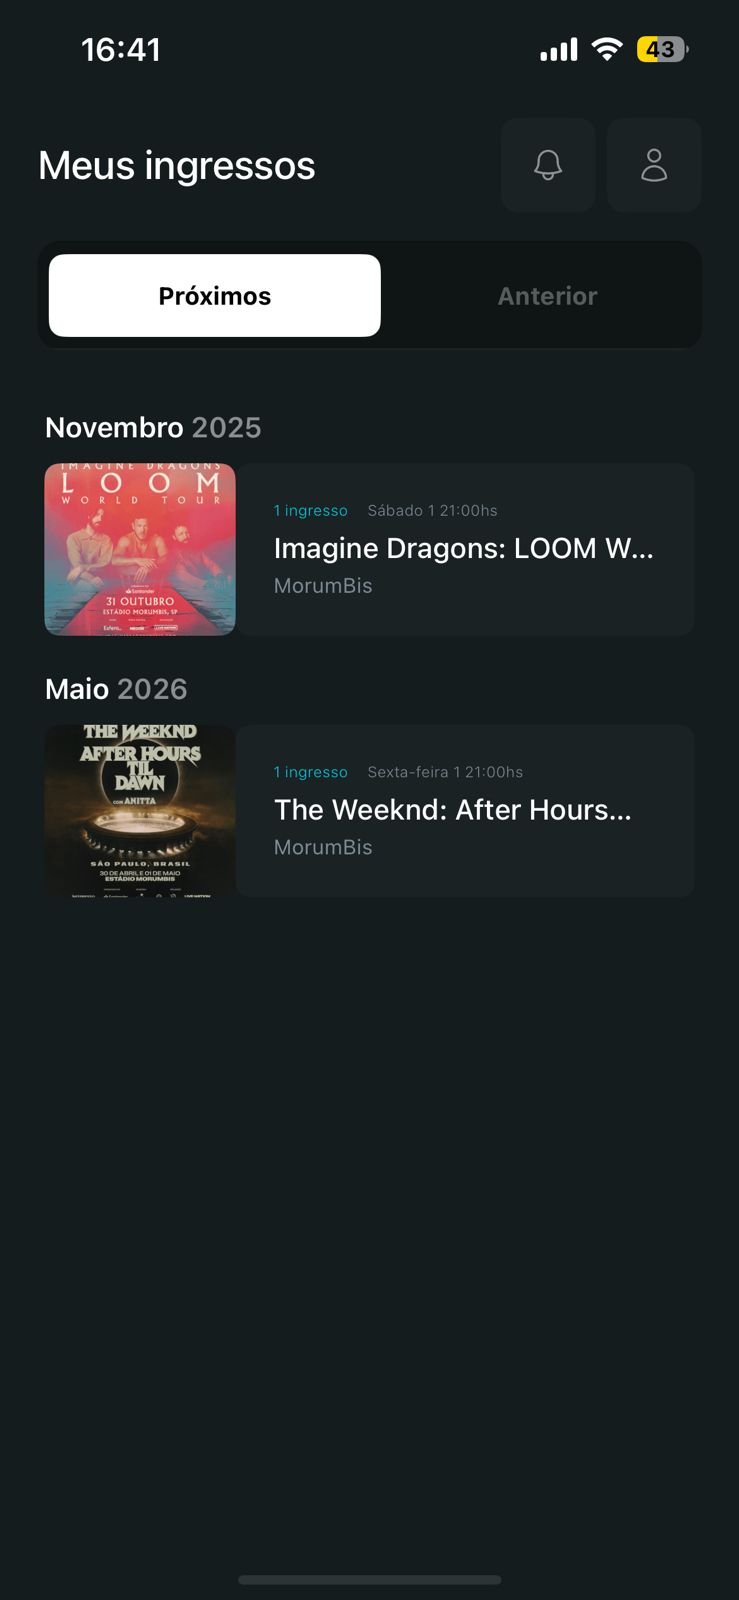 16:41
43
Meus ingressos
Próximos
Anterior
Novembro 2025
IMAGINE DRAGONS
LOOM
WORLD TOUR
Santander
31 OUTUBRO
ESTÁDIO MORUMBIS, SP
1 ingresso Sábado 1 21:00hs
Imagine Dragons: LOOM W...
MorumBis
Maio 2026
THE WEEKND
AFTER HOURS
TIL
DAWN
COM ANITTA
SÃO PAULO, BRASIL
30 DE ABRIL E 01 DE MAIO
ESTÁDIO MORUMBIS
LIVE NATION
1 ingresso Sexta-feira 1 21:00hs
The Weeknd: After Hours...
MorumBis